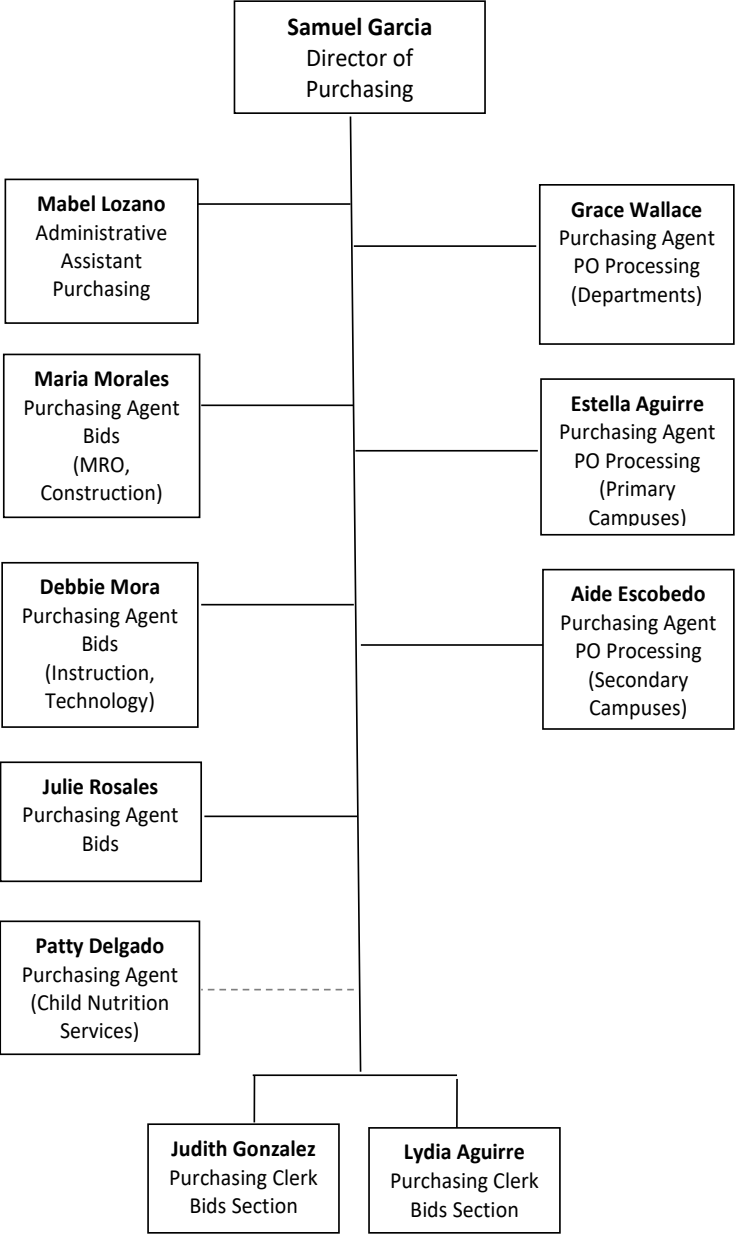 Samuel Garcia
Director of
Purchasing
Mabel Lozano
Administrative
Assistant
Purchasing
Grace Wallace
Purchasing Agent
PO Processing
(Departments)
Maria Morales
Purchasing Agent
Bids
(MRO,
Construction)
Estella Aguirre
Purchasing Agent
PO Processing
(Primary
Campuses)
Debbie Mora
Purchasing Agent
Bids
(Instruction,
Technology)
Aide Escobedo
Purchasing Agent
PO Processing
(Secondary
Campuses)
Julie Rosales
Purchasing Agent
Bids
Patty Delgado
Purchasing Agent
(Child Nutrition
Services)
Judith Gonzalez
Purchasing Clerk
Bids Section
Lydia Aguirre
Purchasing Clerk
Bids Section